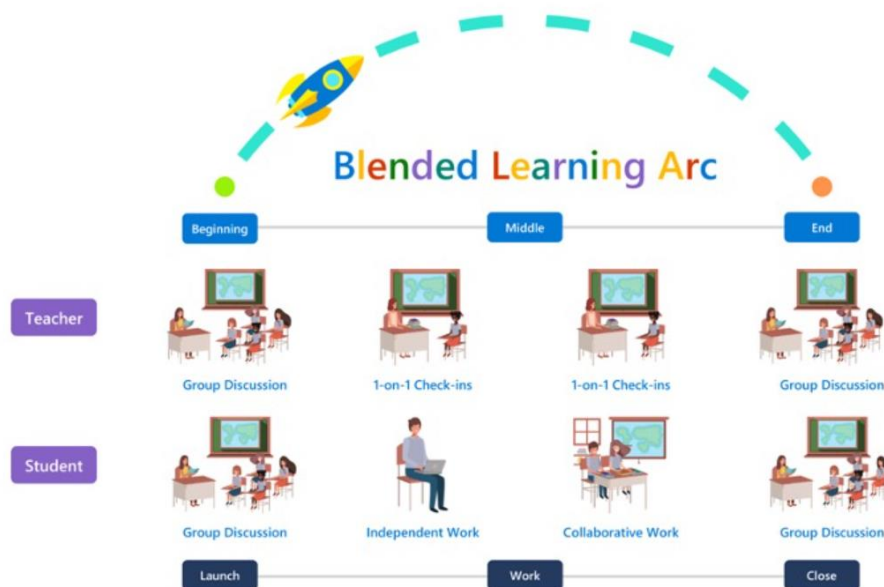 Blended Learning Arc
Beginning
Middle
End
Teacher
Group Discussion
1-on-1 Check-ins
1-on-1 Check-ins
Group Discussion
Student
Group Discussion
Independent Work
Collaborative Work
Group Discussion
Launch
Work
Close